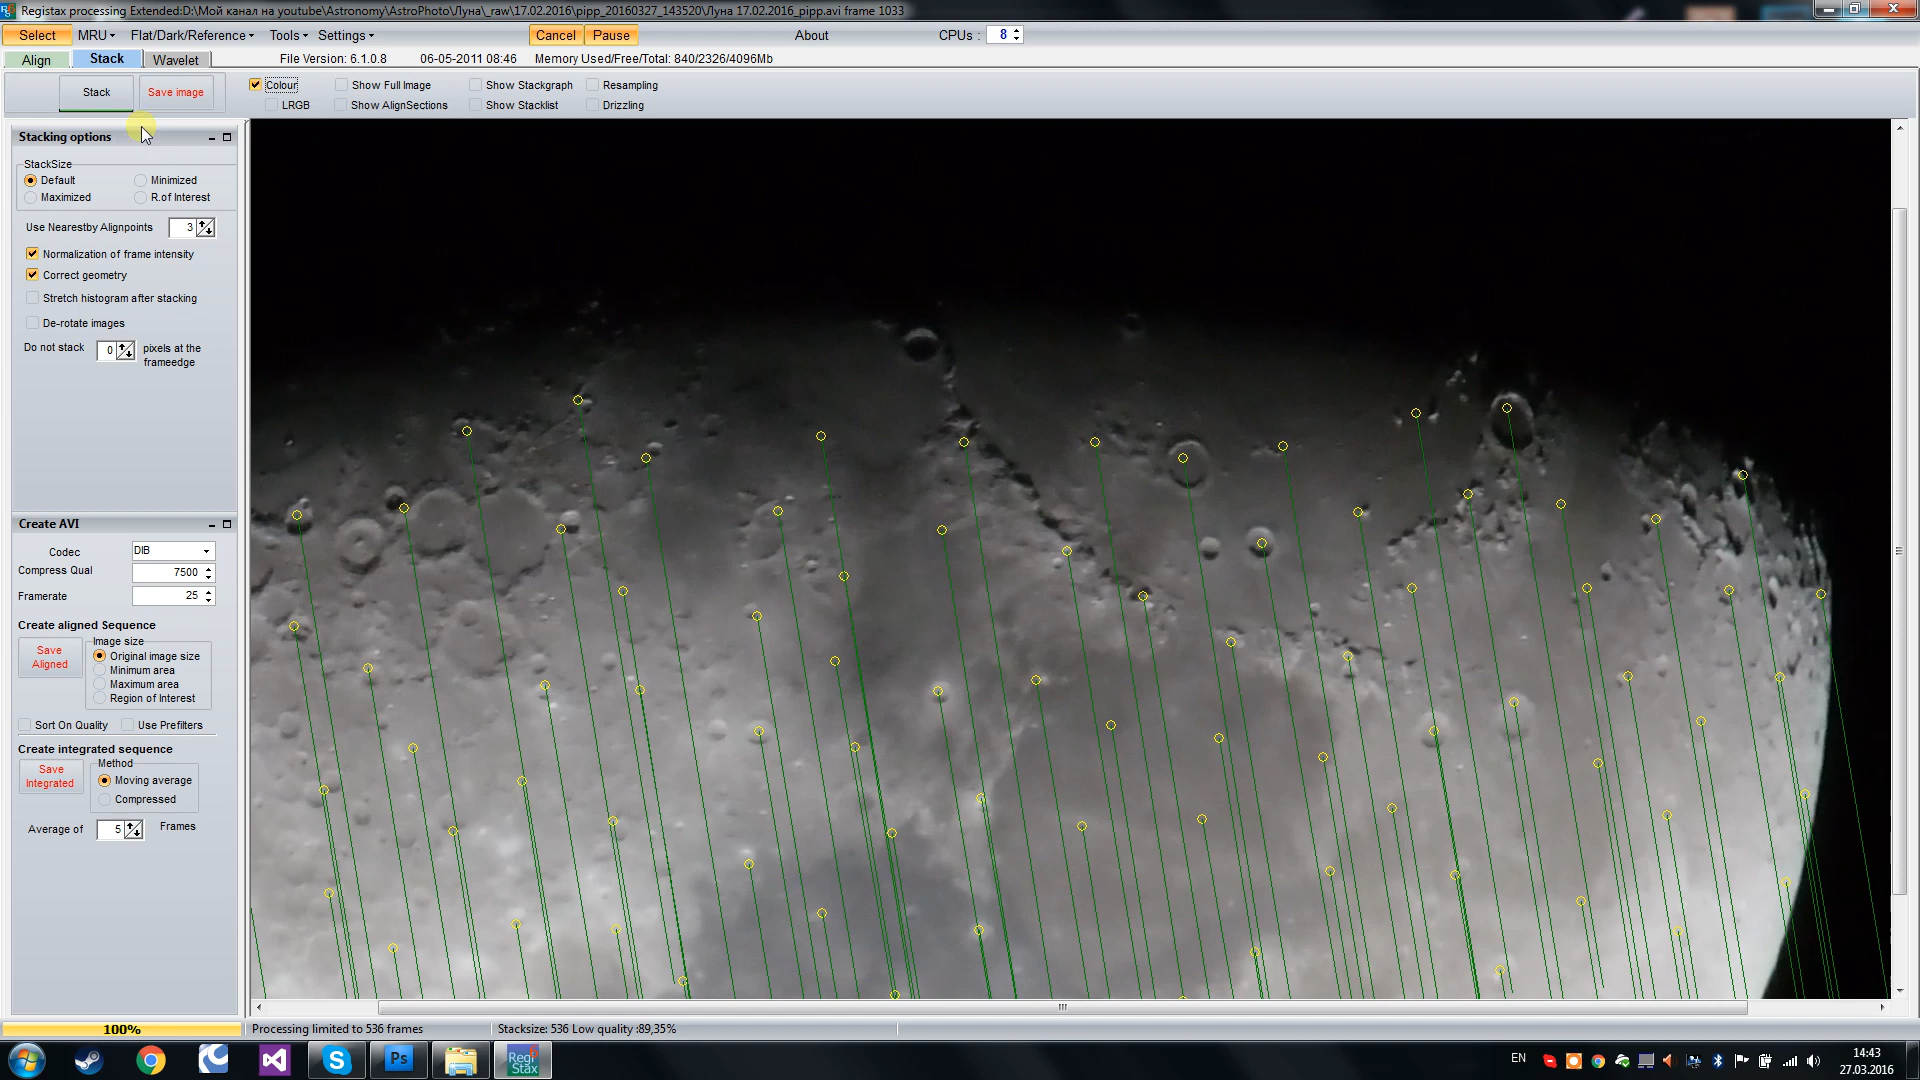 Registax processing Extended:D:\Мой канал на youtube\Astronomy\AstroPhoto\Луна\_raw\17.02.2016\pipp_20160327_143520\Луна 17.02.2016_pipp.avi frame 1033
Select MRU Flat/Dark/Reference Tools Settings Cancel Pause About CPUs : 8
Align Stack Wavelet File Version: 6.1.0.8 06-05-2011 08:46 Memory Used/Free/Total: 840/2326/4096Mb
Stack Save image Colour Show Full Image Show Stackgraph Resampling
LRGB Show AlignSections Show Stacklist Drizzling
Stacking options
StackSize
Default Minimized
Maximized R.of Interest
Use Nearestby Alignpoints 3
Normalization of frame intensity
Correct geometry
Stretch histogram after stacking
De-rotate images
Do not stack 0 pixels at the
frameedge
Create AVI
Codec DIB
Compress Qual 7500
Framerate 25
Create aligned Sequence
Save
Aligned
Image size
Original image size
Minimum area
Maximum area
Region of Interest
Sort On Quality Use Prefilters
Create integrated sequence
Save
Integrated
Method
Moving average
Compressed
Average of 5 Frames
100% Processing limited to 536 frames Stacksize: 536 Low quality :89,35%
Ps
Regi
Stax
6
EN
14:43
27.03.2016